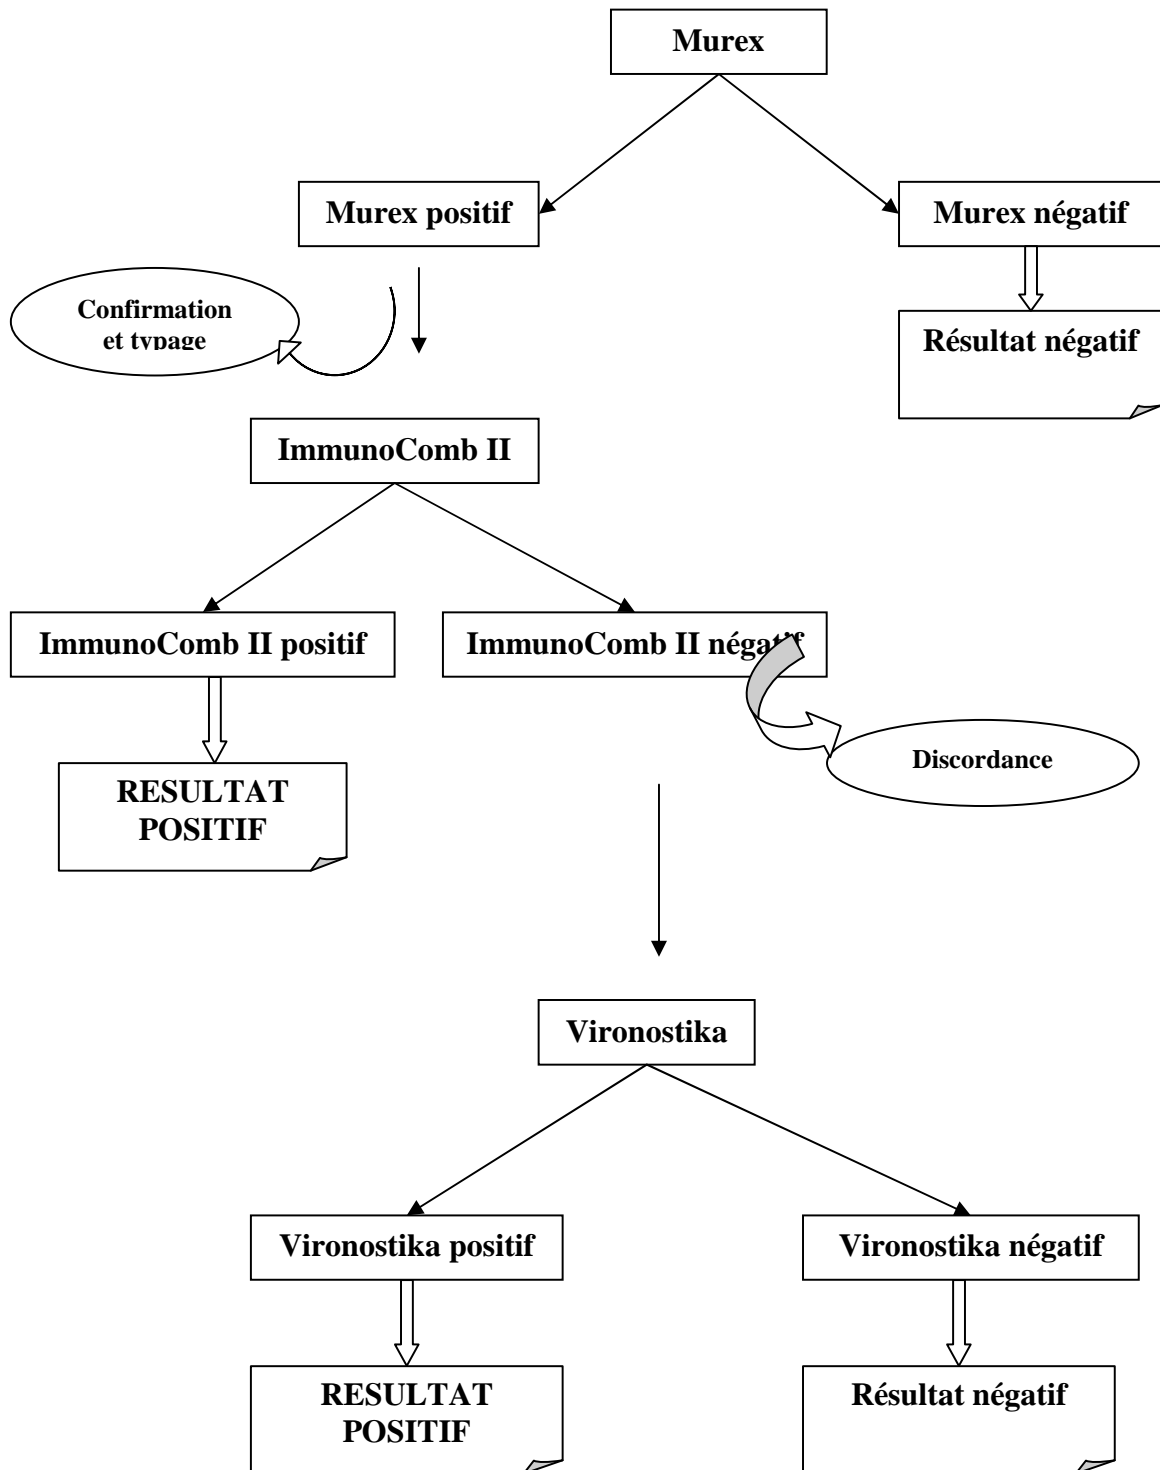 Murex
Murex positif
Murex négatif
Confirmation
et typage
Résultat négatif
ImmunoComb II
ImmunoComb II positif
ImmunoComb II négatif
Discordance
RESULTAT
POSITIF
Vironostika
Vironostika positif
Vironostika négatif
RESULTAT
POSITIF
Résultat négatif